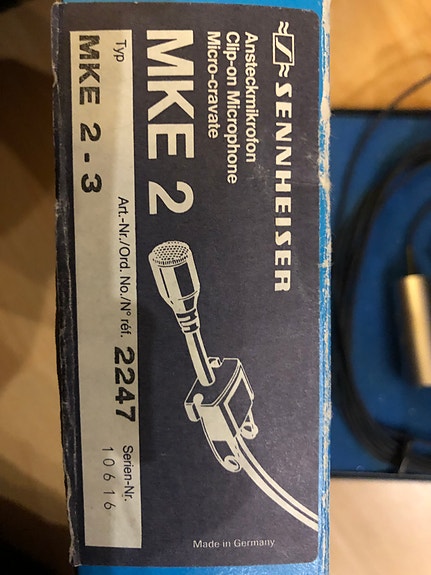 SENNHEISER
Ansteckmikrofon
Clip-on Microphone
Micro-cravate
MKE 2
Typ
MKE 2-3
Art.-Nr./Ord. No./N° réf.
2247
Serien-Nr.
10616
Made in Germany